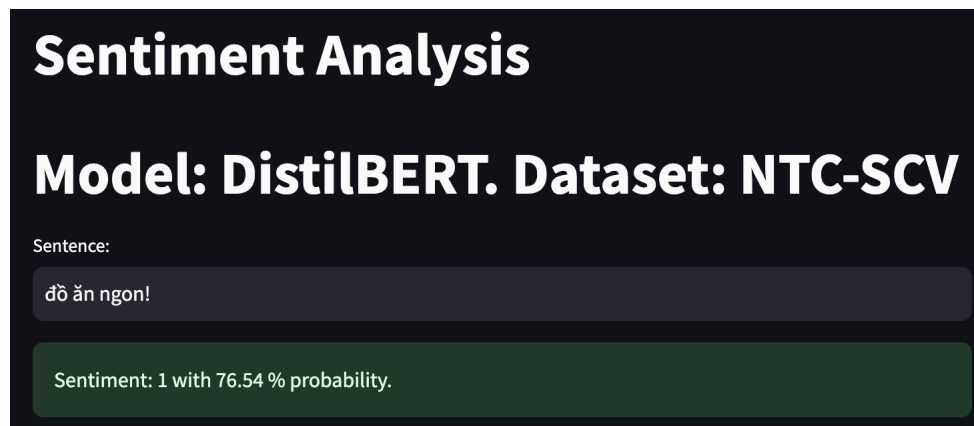 Sentiment Analysis
Model: DistilBERT. Dataset: NTC-SCV
Sentence:
đồ ăn ngon!
Sentiment: 1 with 76.54 % probability.